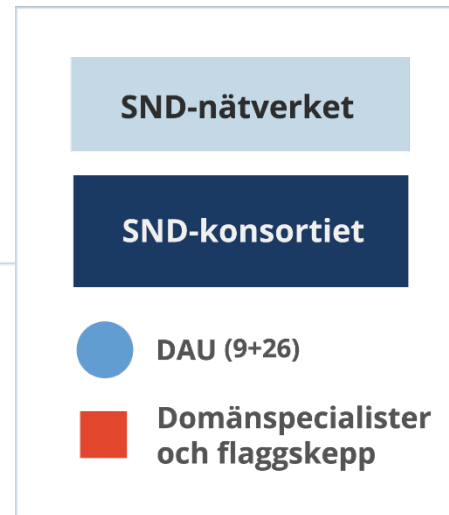 SND-nätverket
SND-konsortiet
DAU (9+26)
Domänspecialister
och flaggskepp